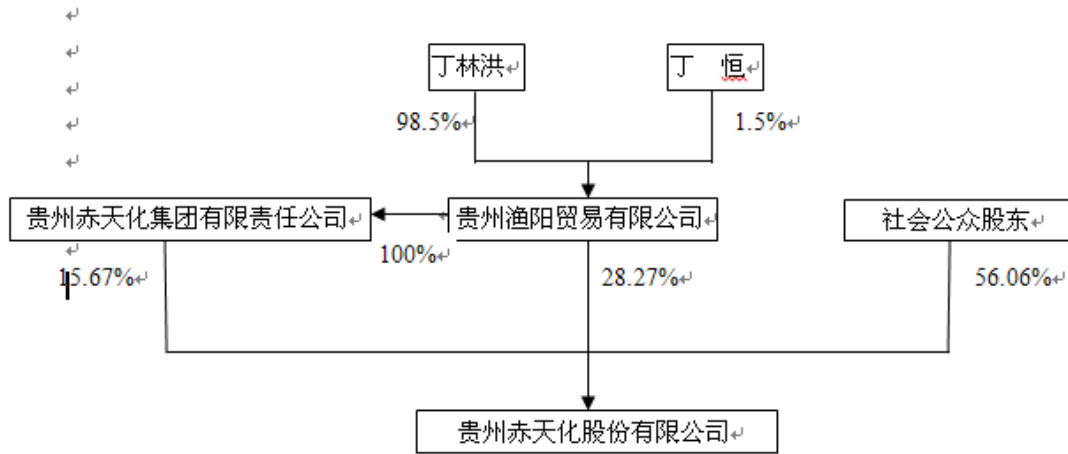 丁林洪
丁 恒
98.5%
1.5%
贵州赤天化集团有限责任公司
贵州渔阳贸易有限公司
社会公众股东
100%
15.67%
28.27%
56.06%
贵州赤天化股份有限公司